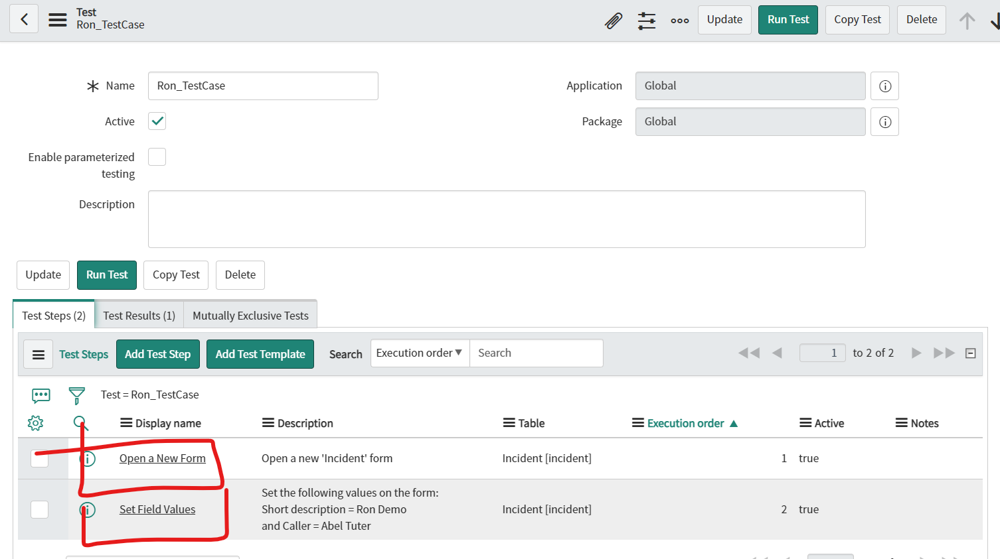 Test
Ron_TestCase
Update
Run Test
Copy Test
Delete
Name
Ron_TestCase
Application
Global
Active
Package
Global
Enable parameterized
testing
Description
Update
Run Test
Copy Test
Delete
Test Steps (2)
Test Results (1)
Mutually Exclusive Tests
Test Steps
Add Test Step
Add Test Template
Search
Execution order▼
Search
1
to 2 of 2
Test = Ron_TestCase
Display name
Description
Table
Execution order ▲
Active
Notes
Open a New Form
Open a new 'Incident' form
Incident [incident]
1
true
Set Field Values
Set the following values on the form:
Short description = Ron Demo
and Caller = Abel Tuter
Incident [incident]
2
true